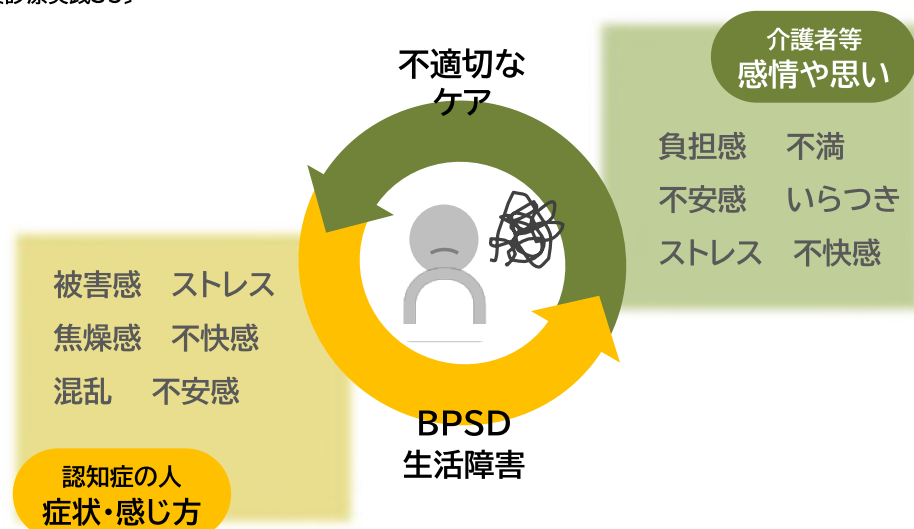 不適切な
ケア
介護者等
感情や思い
負担感 不満
不安感 いらつき
ストレス 不快感
被害感 ストレス
焦燥感 不快感
混乱 不安感
BPSD
生活障害
認知症の人
症状・感じ方